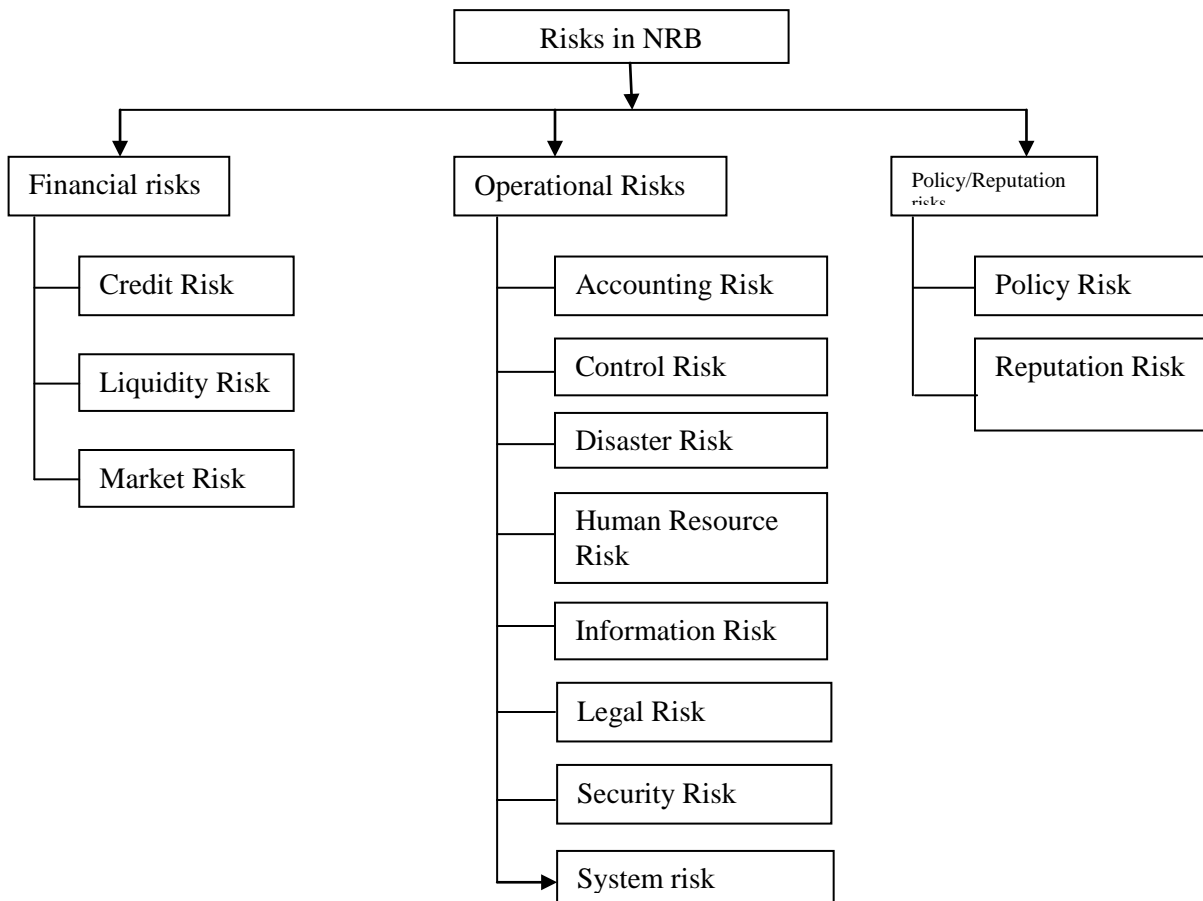 Risks in NRB
Financial risks
Credit Risk
Liquidity Risk
Market Risk
Operational Risks
Accounting Risk
Control Risk
Disaster Risk
Human Resource
Risk
Information Risk
Legal Risk
Security Risk
System risk
Policy/Reputation
risks
Policy Risk
Reputation Risk